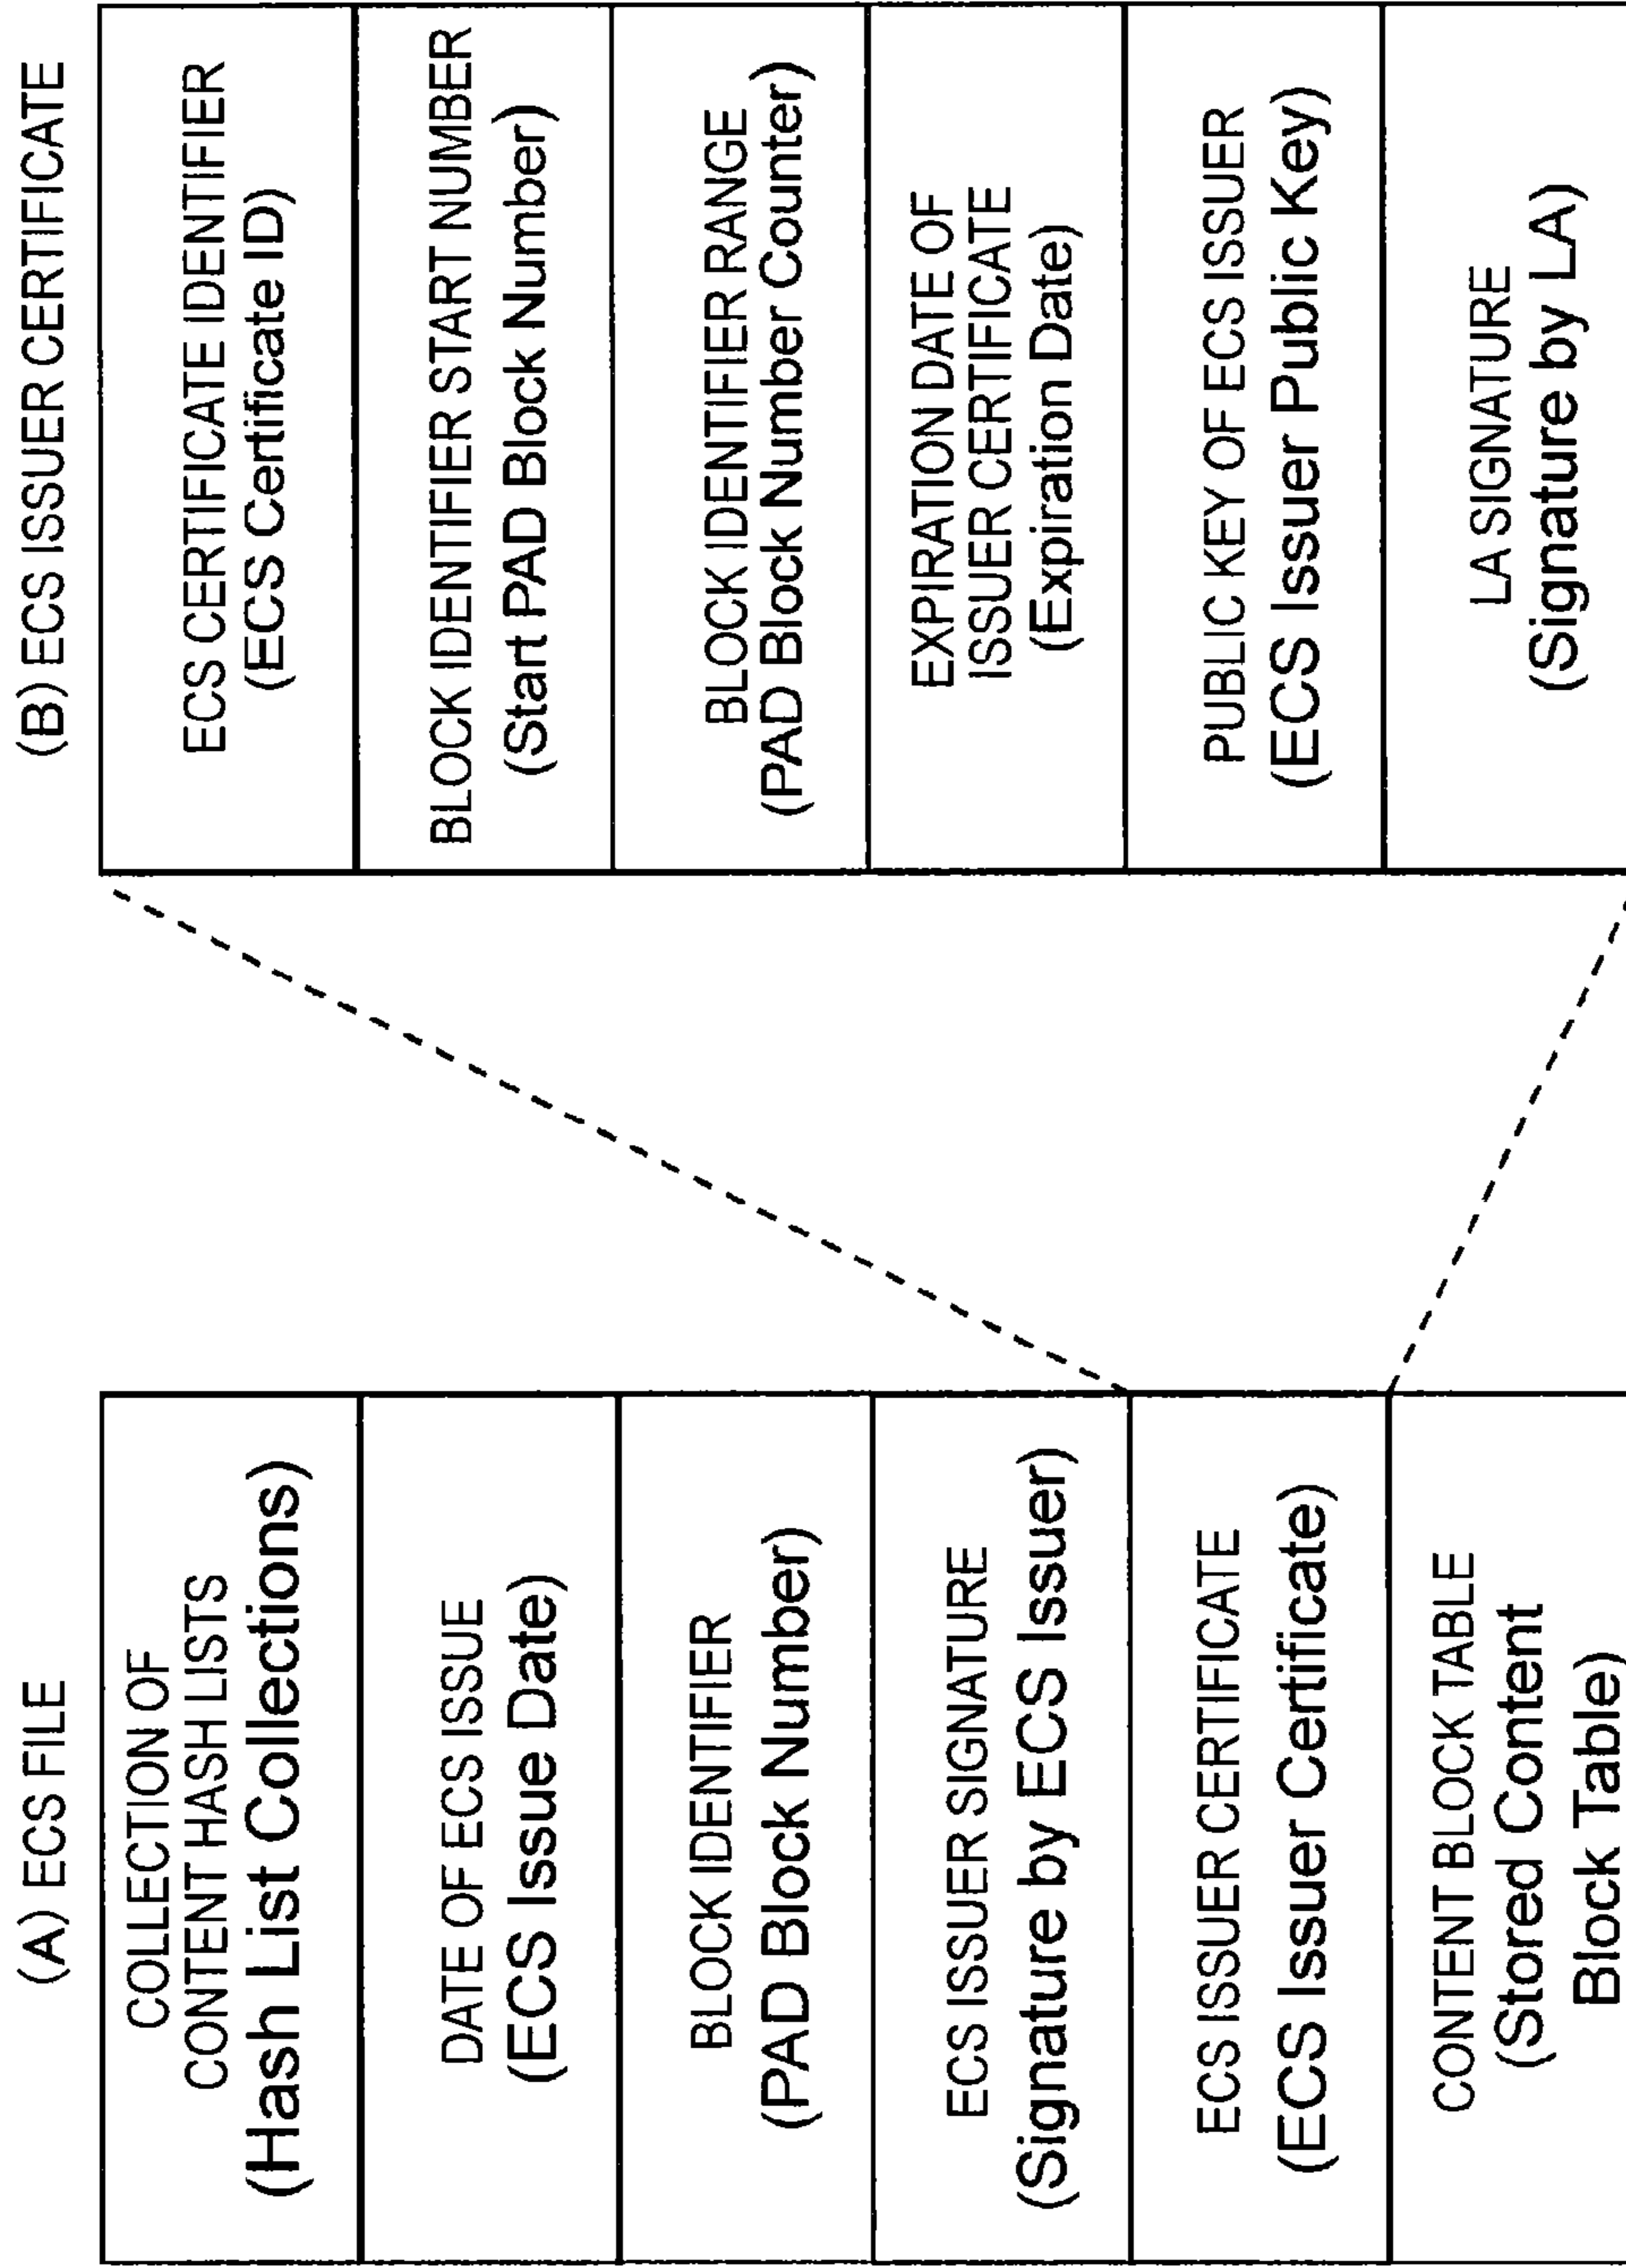 (A) ECS FILE
COLLECTION OF
CONTENT HASH LISTS
(Hash List Collections)
DATE OF ECS ISSUE
(ECS Issue Date)
BLOCK IDENTIFIER
(PAD Block Number)
ECS ISSUER SIGNATURE
(Signature by ECS Issuer)
ECS ISSUER CERTIFICATE
(ECS Issuer Certificate)
CONTENT BLOCK TABLE
(Stored Content
Block Table)
(B) ECS ISSUER CERTIFICATE
ECS CERTIFICATE IDENTIFIER
(ECS Certificate ID)
BLOCK IDENTIFIER START NUMBER
(Start PAD Block Number)
BLOCK IDENTIFIER RANGE
(PAD Block Number Counter)
EXPIRATION DATE OF
ISSUER CERTIFICATE
(Expiration Date)
PUBLIC KEY OF ECS ISSUER
(ECS Issuer Public Key)
LA SIGNATURE
(Signature by LA)